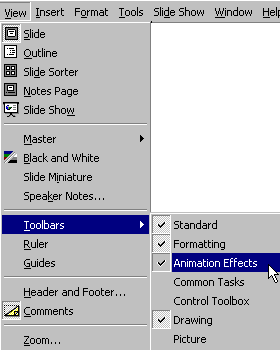 View Insert Format Tools Slide Show Window Help
Slide
Outline
Slide Sorter
Notes Page
Slide Show
Master
Black and White
Slide Miniature
Speaker Notes...
Toolbars
Ruler
Guides
Header and Footer...
Comments
Zoom...
Standard
Formatting
Animation Effects
Common Tasks
Control Toolbox
Drawing
Picture